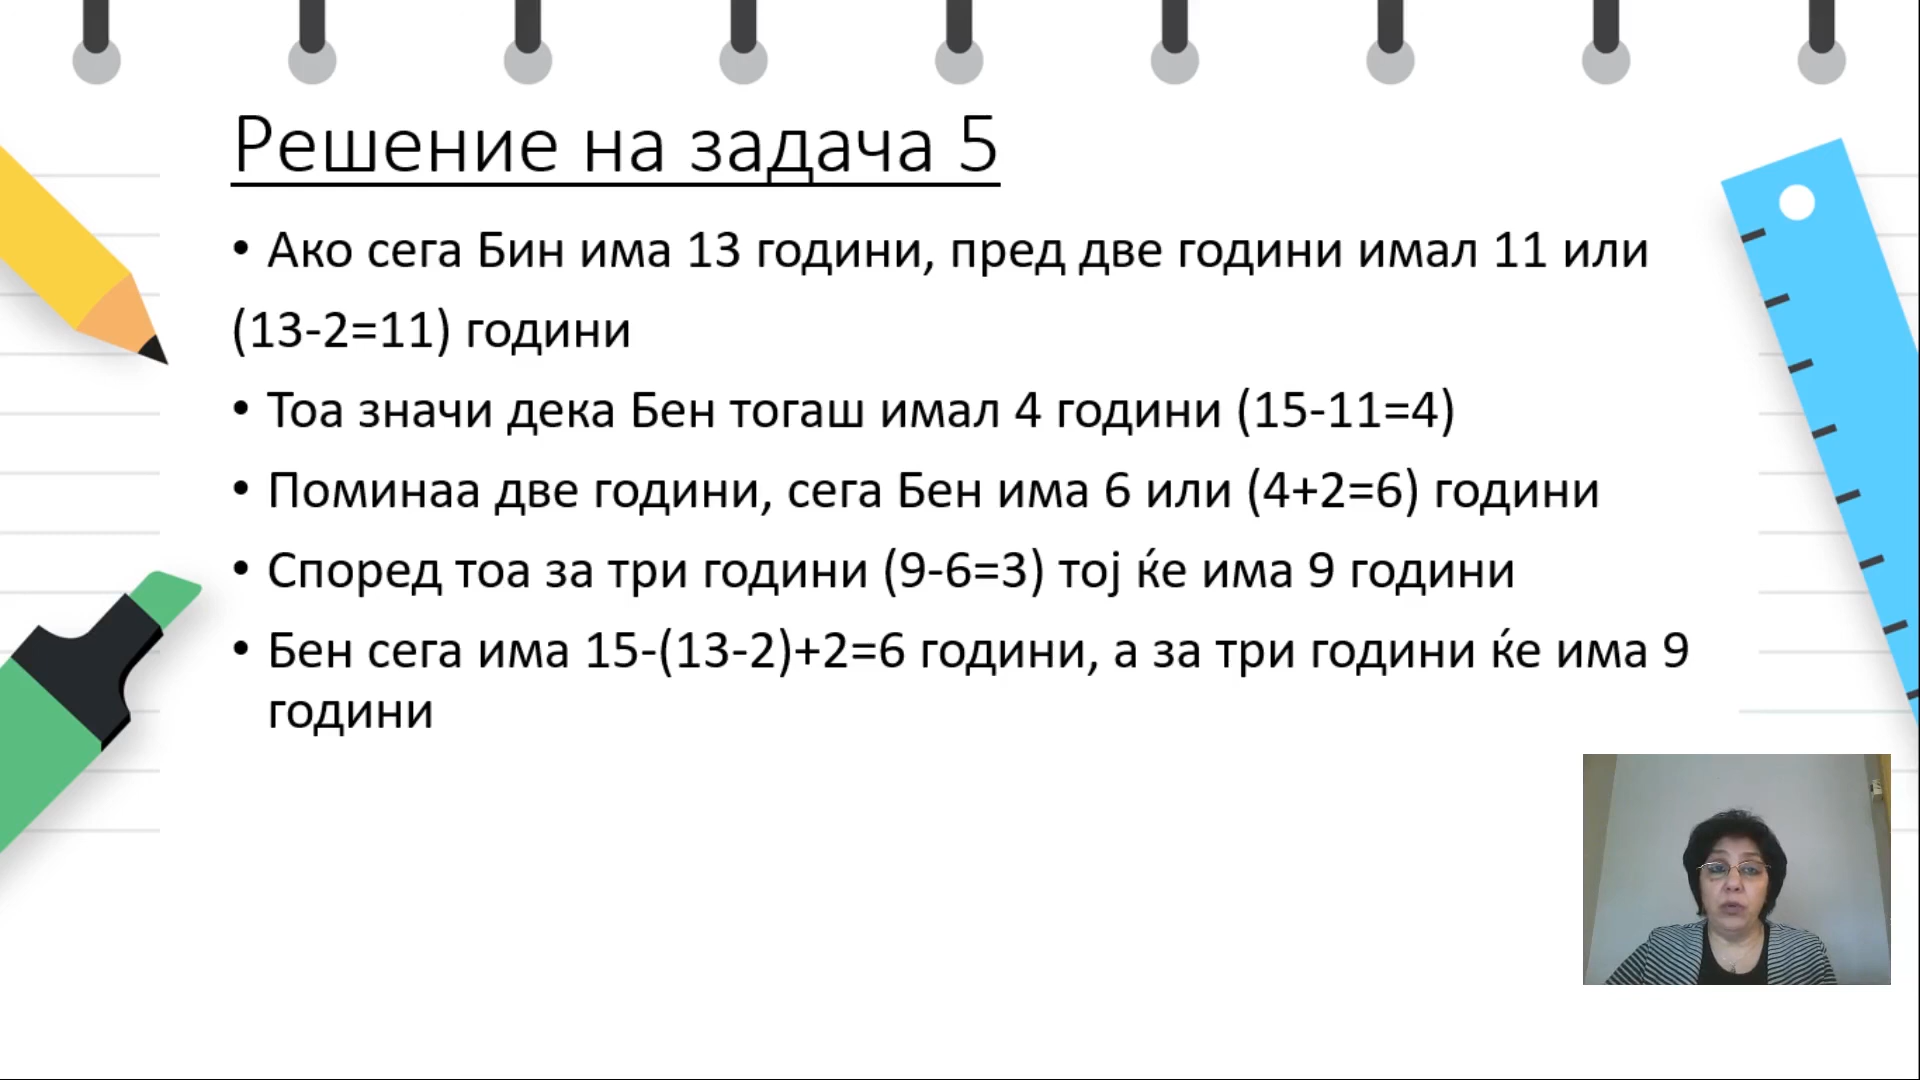 Решение на задача 5
• Ако сега Бин има 13 години, пред две години имал 11 или
(13-2=11) години
• Тоа значи дека Бен тогаш имал 4 години (15-11=4)
• Поминаа две години, сега Бен има 6 или (4+2=6) години
• Според тоа за три години (9-6=3) тој ќе има 9 години
• Бен сега има 15-(13-2)+2=6 години, а за три години ќе има 9
години